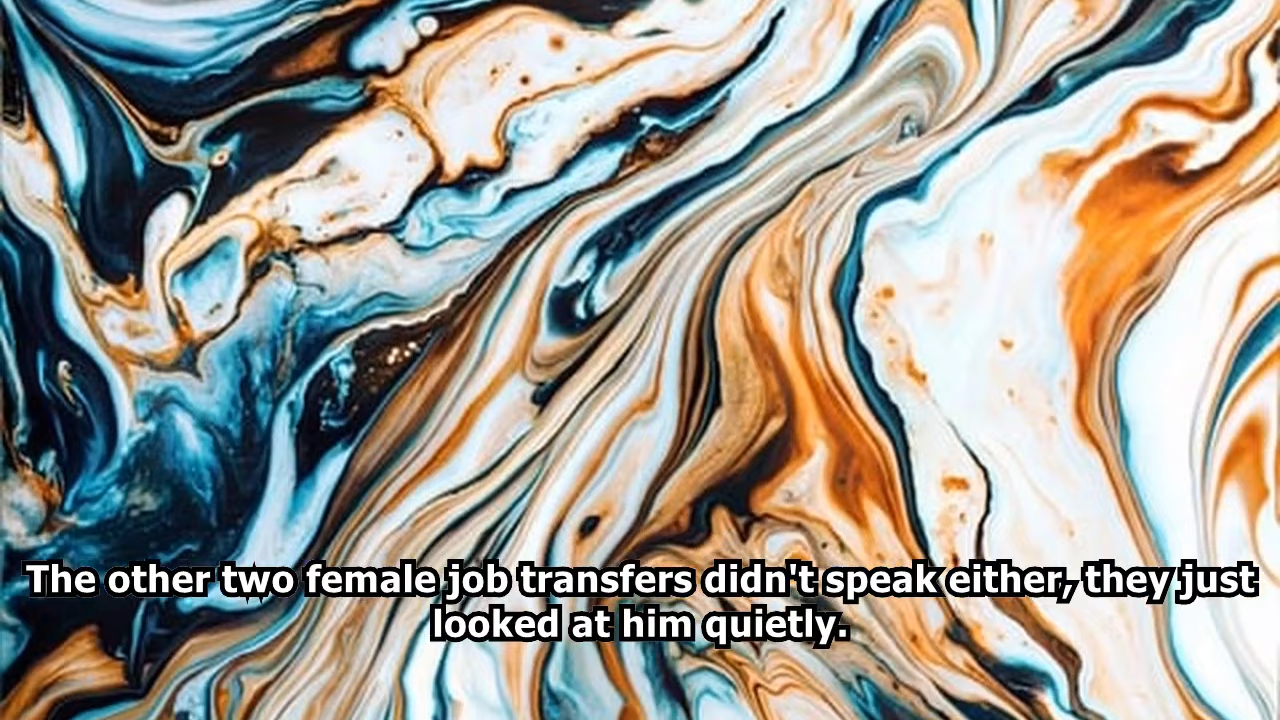 The other two female job transfers didn't speak either, they just
looked at him quietly.